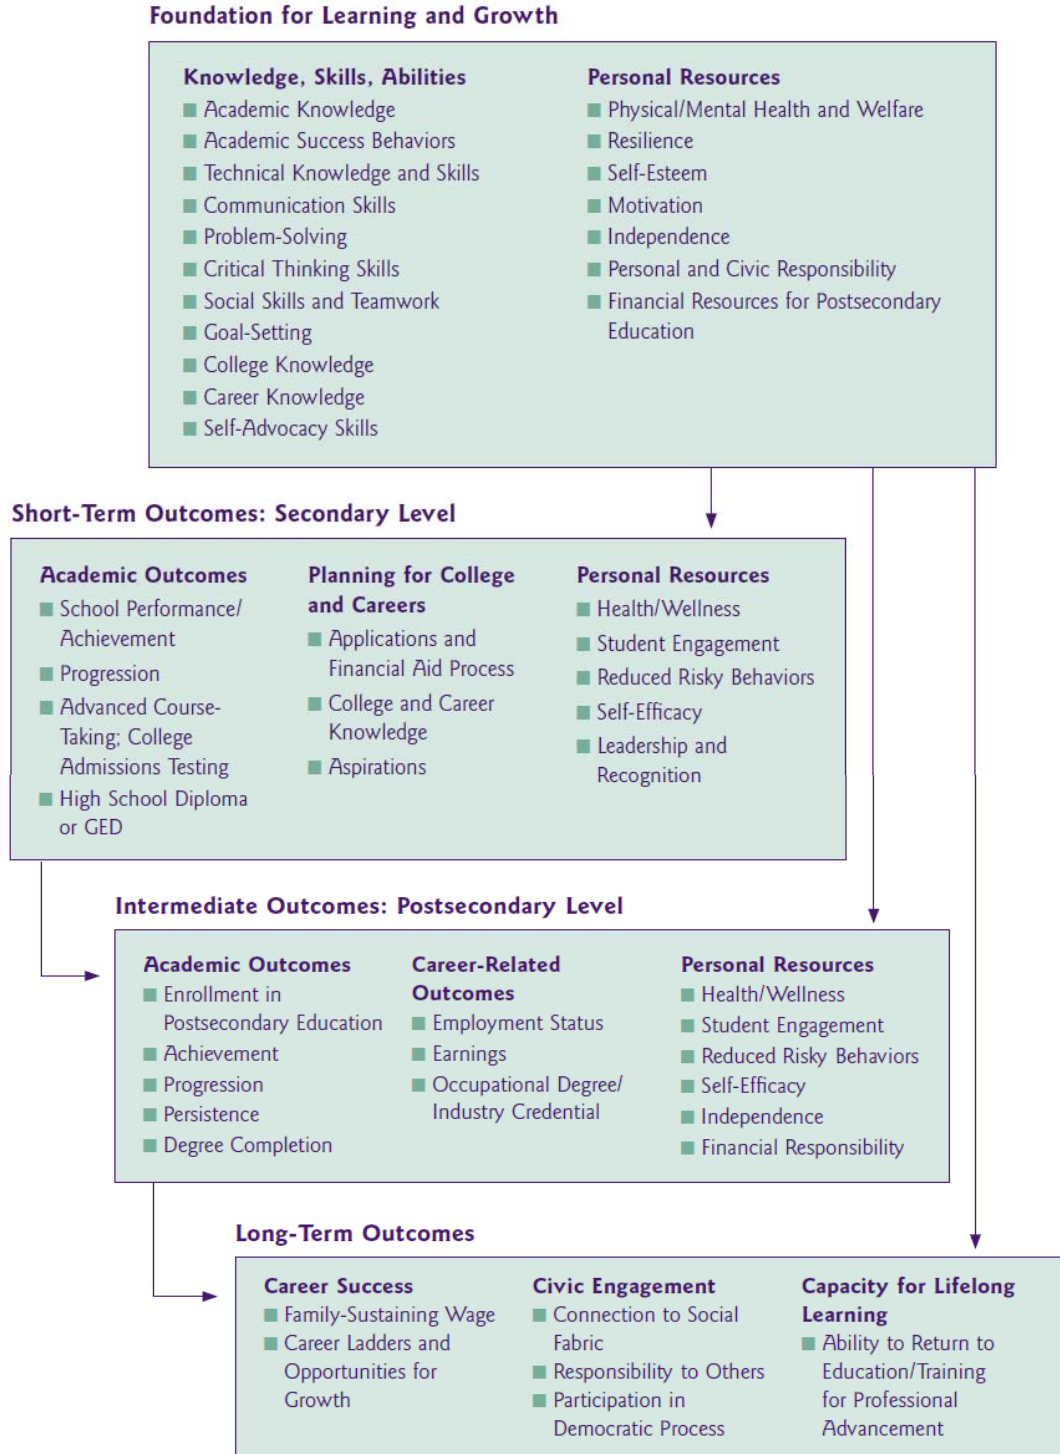 Foundation for Learning and Growth
Knowledge, Skills, Abilities
Academic Knowledge
Academic Success Behaviors
Technical Knowledge and Skills
Communication Skills
Problem-Solving
Critical Thinking Skills
Social Skills and Teamwork
Goal-Setting
College Knowledge
Career Knowledge
Self-Advocacy Skills
Personal Resources
Physical/Mental Health and Welfare
Resilience
Self-Esteem
Motivation
Independence
Personal and Civic Responsibility
Financial Resources for Postsecondary
Education
Short-Term Outcomes: Secondary Level
Academic Outcomes
School Performance/
Achievement
Progression
Advanced Course-
Taking; College
Admissions Testing
High School Diploma
or GED
Planning for College
and Careers
Applications and
Financial Aid Process
College and Career
Knowledge
Aspirations
Personal Resources
Health/Wellness
Student Engagement
Reduced Risky Behaviors
Self-Efficacy
Leadership and
Recognition
Intermediate Outcomes: Postsecondary Level
Academic Outcomes
Enrollment in
Postsecondary Education
Achievement
Progression
Persistence
Degree Completion
Career-Related
Outcomes
Employment Status
Earnings
Occupational Degree/
Industry Credential
Personal Resources
Health/Wellness
Student Engagement
Reduced Risky Behaviors
Self-Efficacy
Independence
Financial Responsibility
Long-Term Outcomes
Career Success
Family-Sustaining Wage
Career Ladders and
Opportunities for
Growth
Civic Engagement
Connection to Social
Fabric
Responsibility to Others
Participation in
Democratic Process
Capacity for Lifelong
Learning
Ability to Return to
Education/Training
for Professional
Advancement